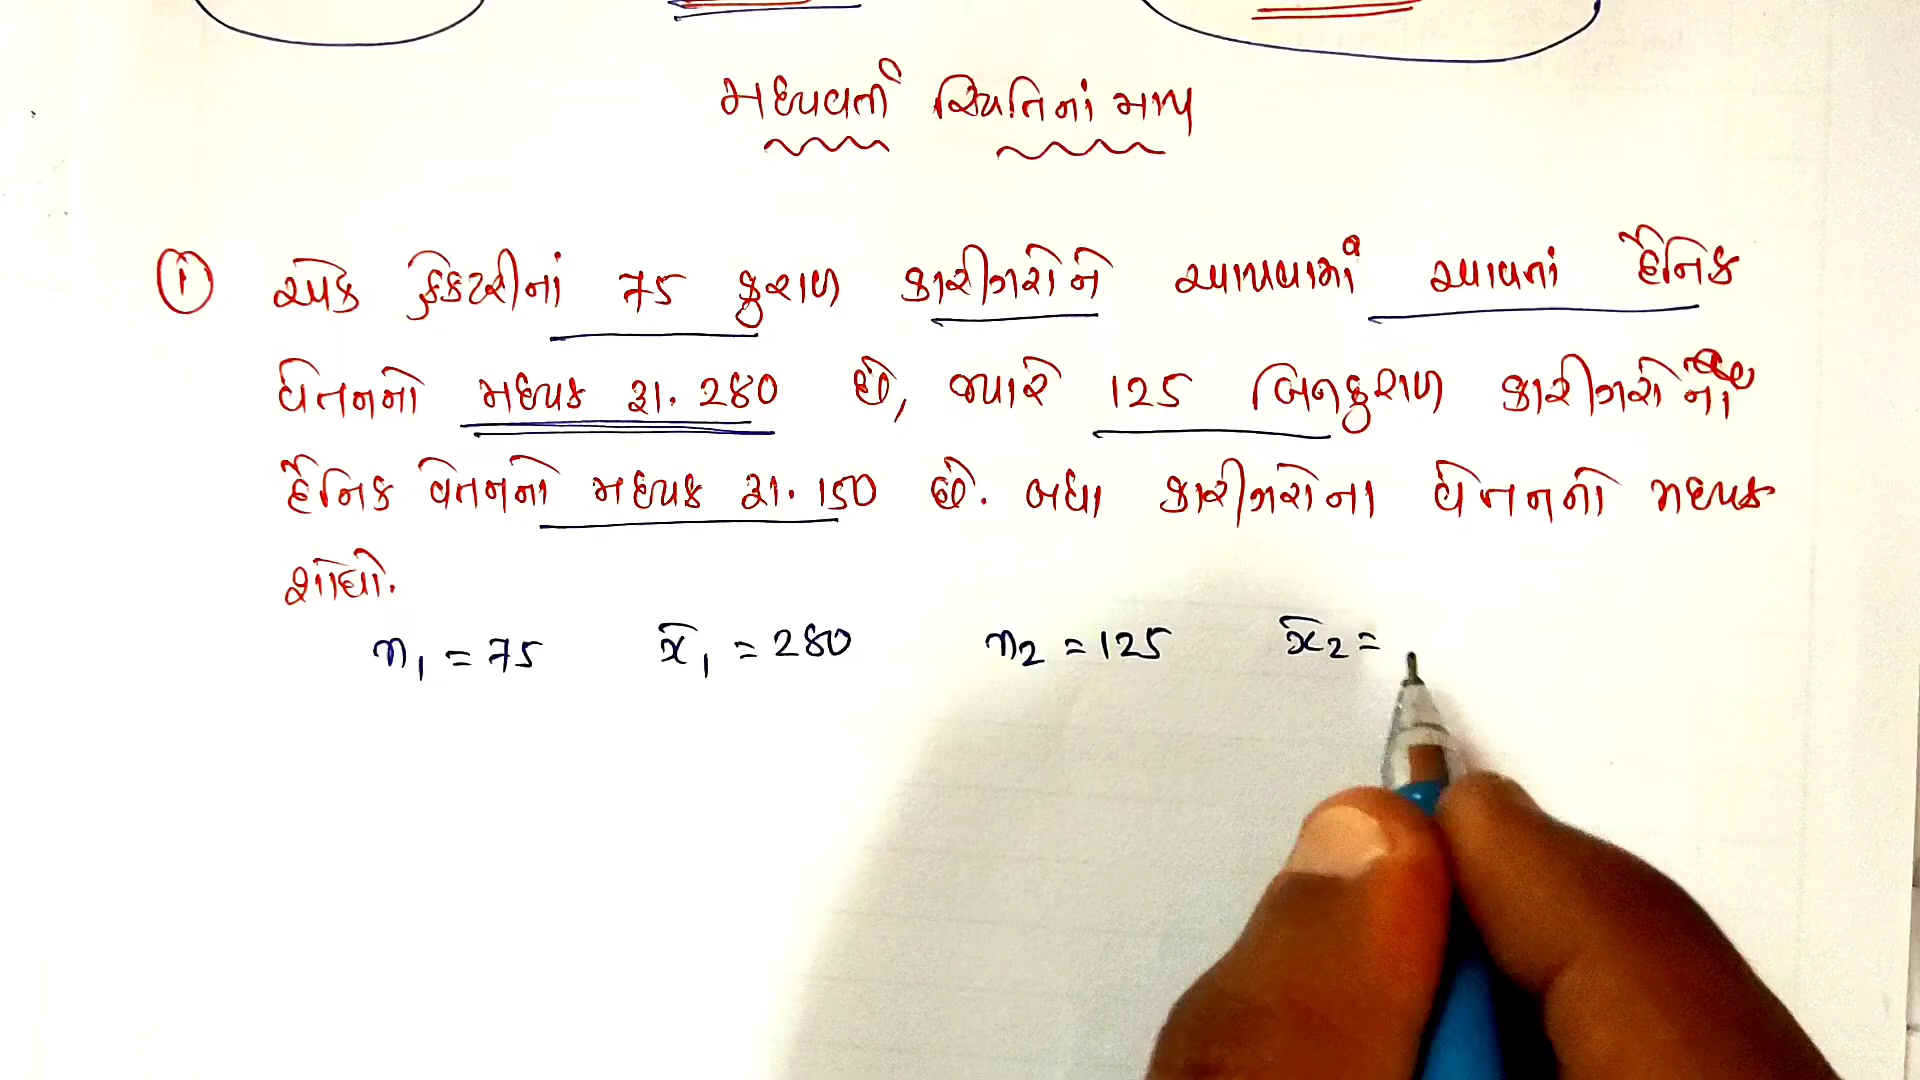 મધ્યવર્તી સ્થિતિનાં માપ
① એક ફેક્ટરીનાં 75 કુશળ કારીગરોને આપવામાં આવતાં દૈનિક
વેતનનો મધ્યક રૂા. 280 છે, જ્યારે 125 બિનકુશળ કારીગરોનાં
દૈનિક વેતનનો મધ્યક રૂા. 150 છે. બધા કારીગરોના વેતનનો મધ્યક
શોધો.
n₁ = 75 x̄₁ = 280 n₂ = 125 x̄₂ =